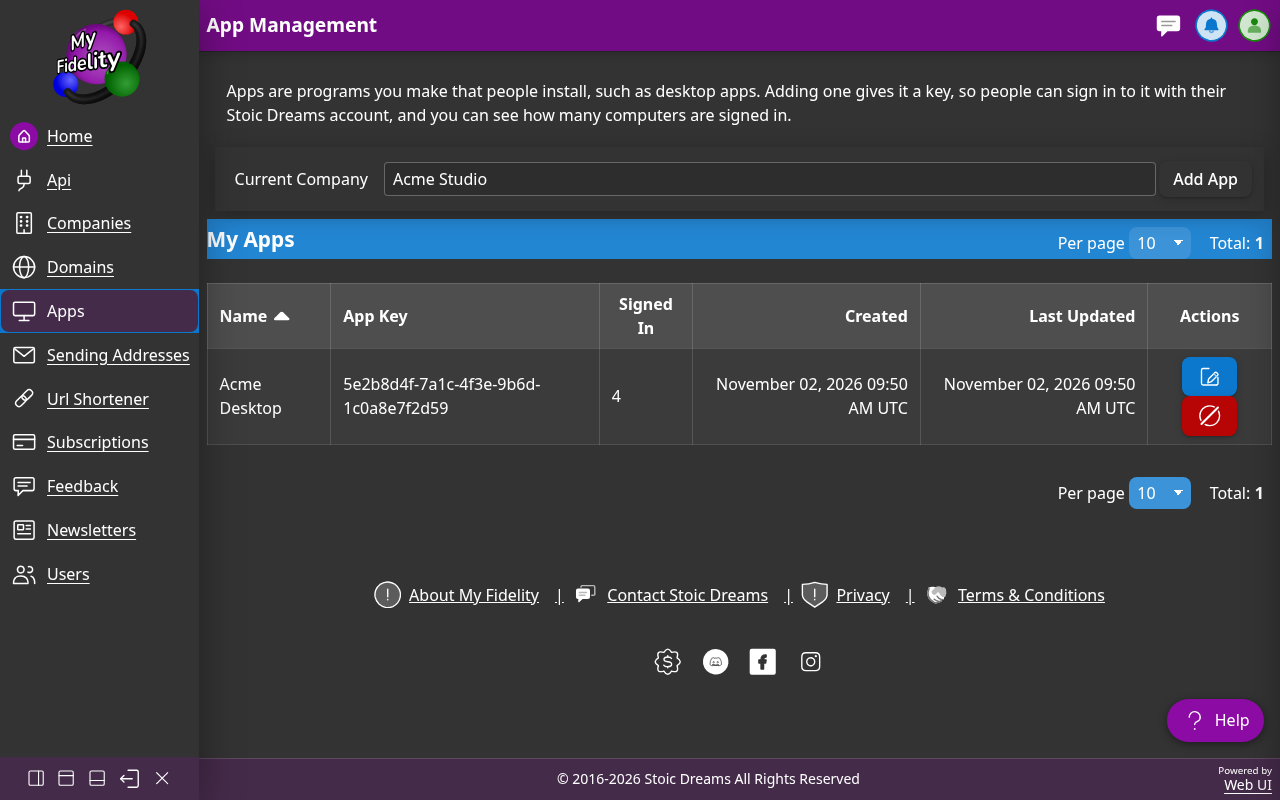 My
Fidelity
App Management
Home
Api
Companies
Domains
Apps
Sending Addresses
Url Shortener
Subscriptions
Feedback
Newsletters
Users
Apps are programs you make that people install, such as desktop apps. Adding one gives it a key, so people can sign in to it with their
Stoic Dreams account, and you can see how many computers are signed in.
Current Company Acme Studio Add App
My Apps Per page 10 Total: 1
Name App Key Signed In Created Last Updated Actions
Acme Desktop 5e2b8d4f-7a1c-4f3e-9b6d-1c0a8e7f2d59 4 November 02, 2026 09:50 AM UTC November 02, 2026 09:50 AM UTC
Per page 10 Total: 1
About My Fidelity | Contact Stoic Dreams | Privacy | Terms & Conditions
? Help
© 2016-2026 Stoic Dreams All Rights Reserved
Powered by
Web UI